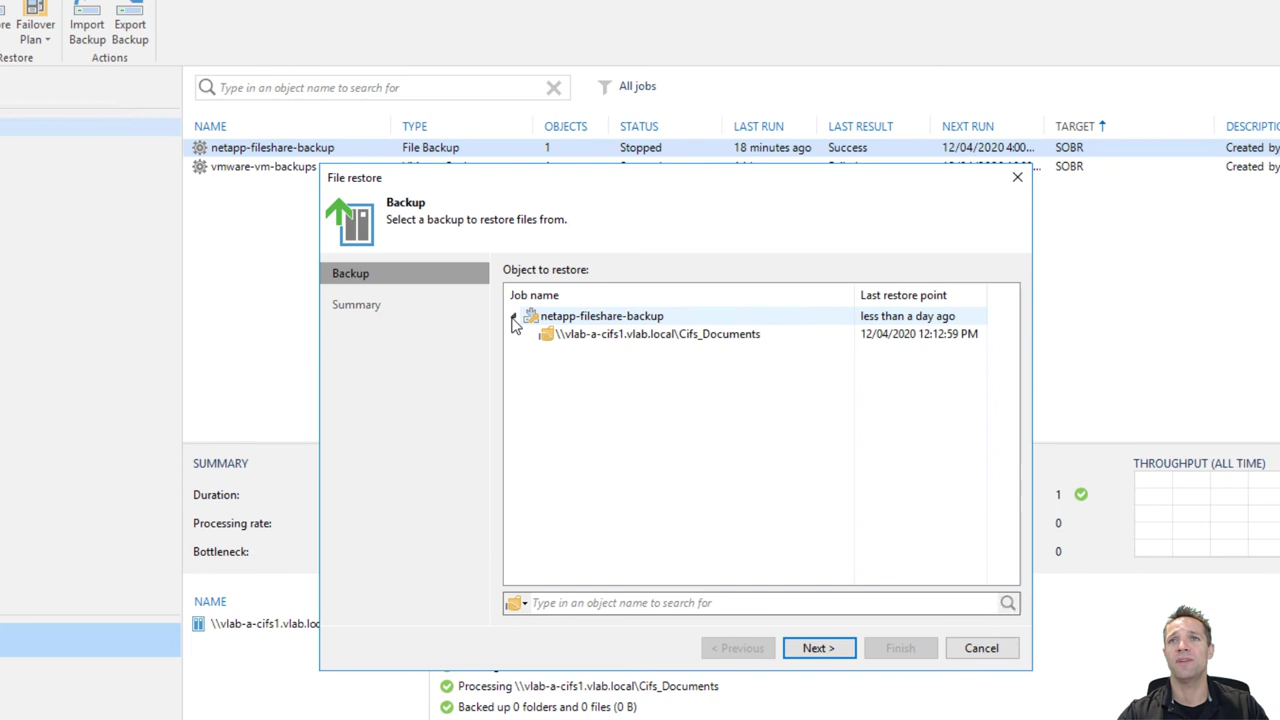 Failover Import Export
Plan Backup Backup
Actions
Type in an object name to search for All jobs
NAME TYPE OBJECTS STATUS LAST RUN LAST RESULT NEXT RUN TARGET
netapp-fileshare-backup File Backup 1 Stopped 18 minutes ago Success 12/04/2020 4:00... SOBR Created by
vmware-vm-backups SOBR Created by
File restore
Backup
Select a backup to restore files from.
Backup
Summary
Object to restore:
Job name Last restore point
netapp-fileshare-backup less than a day ago
\\vlab-a-cifs1.vlab.local\Cifs_Documents 12/04/2020 12:12:59 PM
Type in an object name to search for
< Previous Next > Finish Cancel
SUMMARY THROUGHPUT (ALL TIME)
Duration: 1
Processing rate: 0
Bottleneck: 0
NAME
\\vlab-a-cifs1.vlab.loc
Processing \\vlab-a-cifs1.vlab.local\Cifs_Documents
Backed up 0 folders and 0 files (0 B)